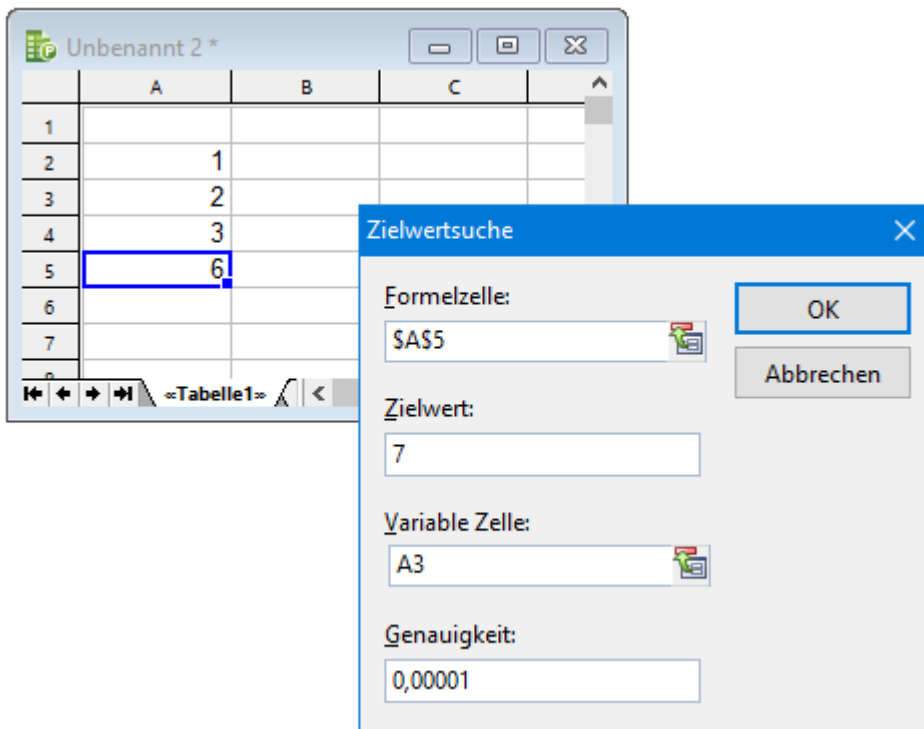 Unbenannt 2 *
A B C
1
2 1
3 2
4 3
5 6
6
7
«Tabelle1»
Zielwertsuche
Formelzelle:
$A$5
OK
Abbrechen
Zielwert:
7
Variable Zelle:
A3
Genauigkeit:
0,00001